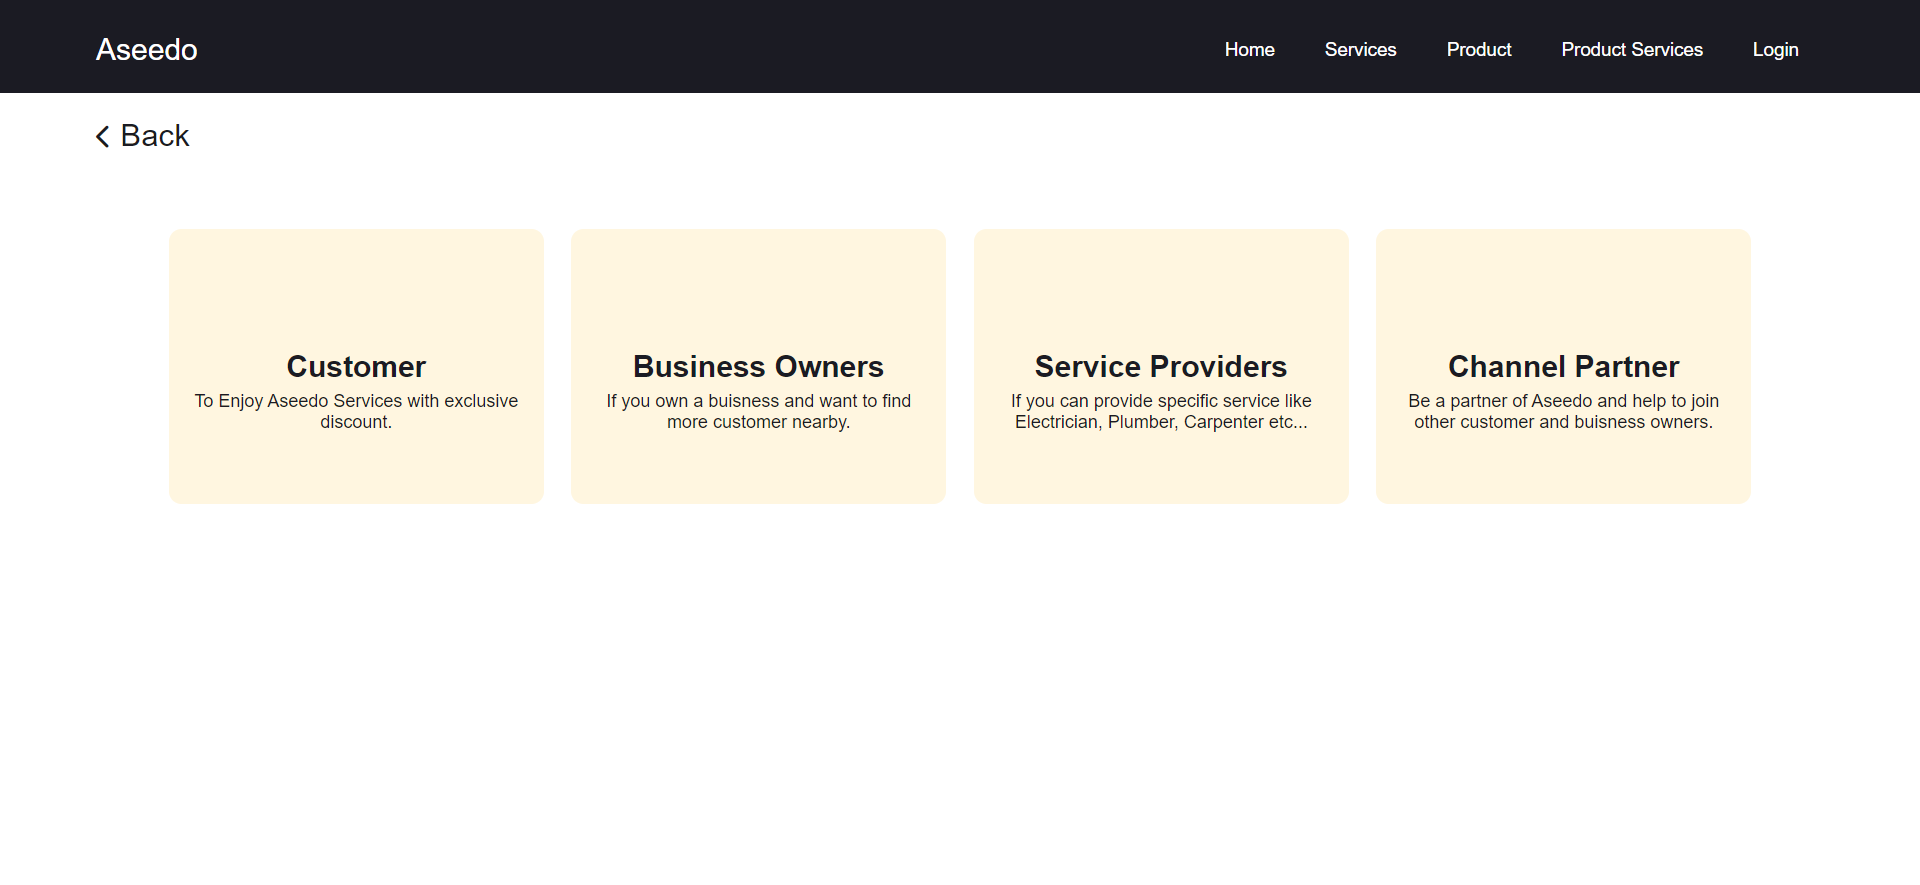 Aseedo
Home
Services
Product
Product Services
Login
Back
Customer
To Enjoy Aseedo Services with exclusive
discount.
Business Owners
If you own a buisness and want to find
more customer nearby.
Service Providers
If you can provide specific service like
Electrician, Plumber, Carpenter etc...
Channel Partner
Be a partner of Aseedo and help to join
other customer and buisness owners.